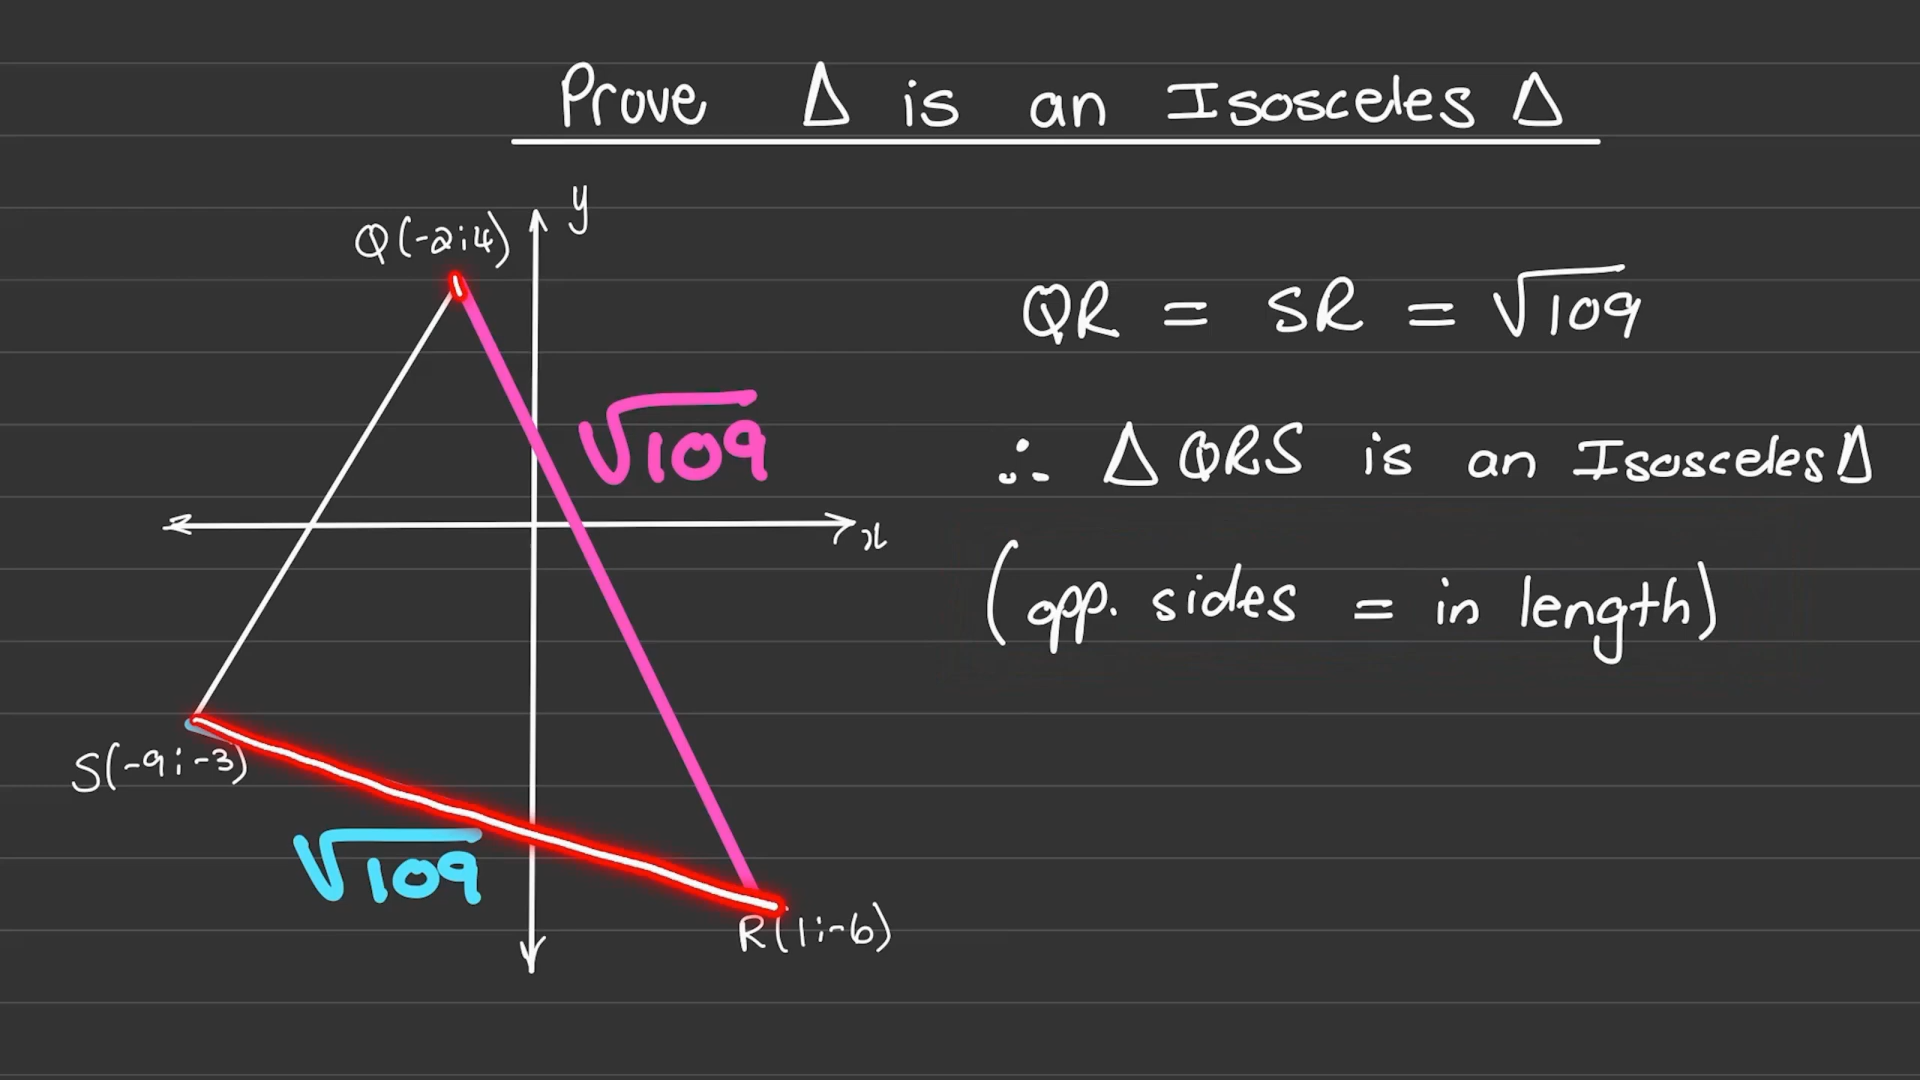 Prove Δ is an Isosceles Δ
y
Q(-2;4)
QR = SR = √109
√109
∴ Δ QRS is an Isosceles Δ
x
(opp. sides = in length)
S(-9;-3)
√109
R(1;-6)